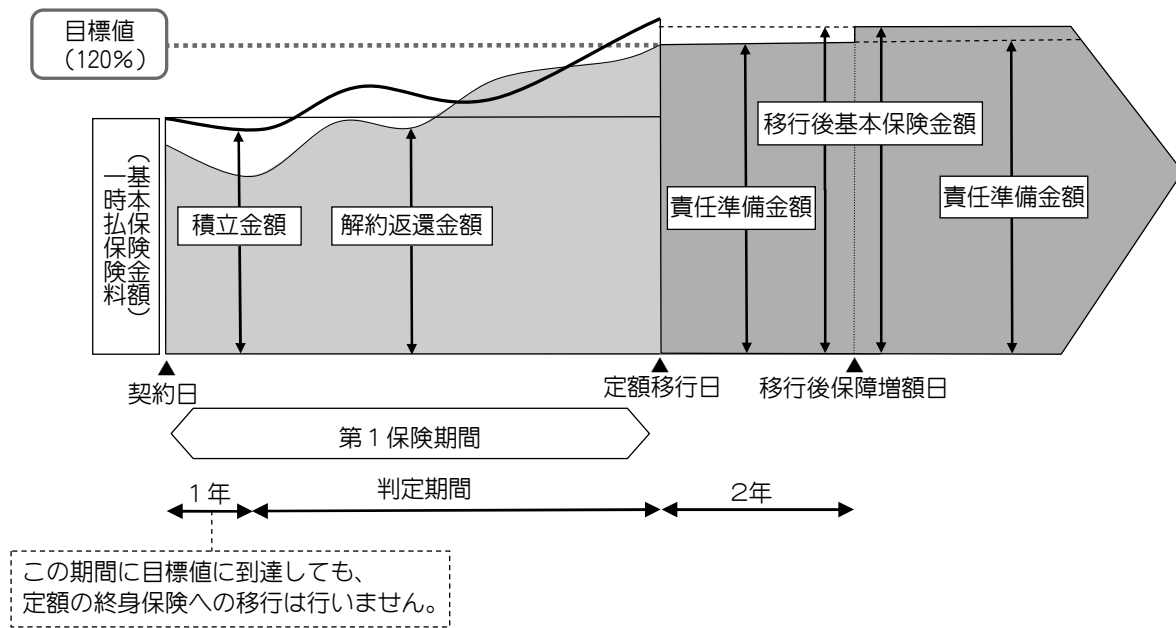 目標値
(120%)
移行後基本保険金額
責任準備金額
責任準備金額
積立金額
解約返還金額
一時払保険料
(基本保険金額)
契約日
定額移行日
移行後保障増額日
第1保険期間
1年
判定期間
2年
この期間に目標値に到達しても、
定額の終身保険への移行は行いません。